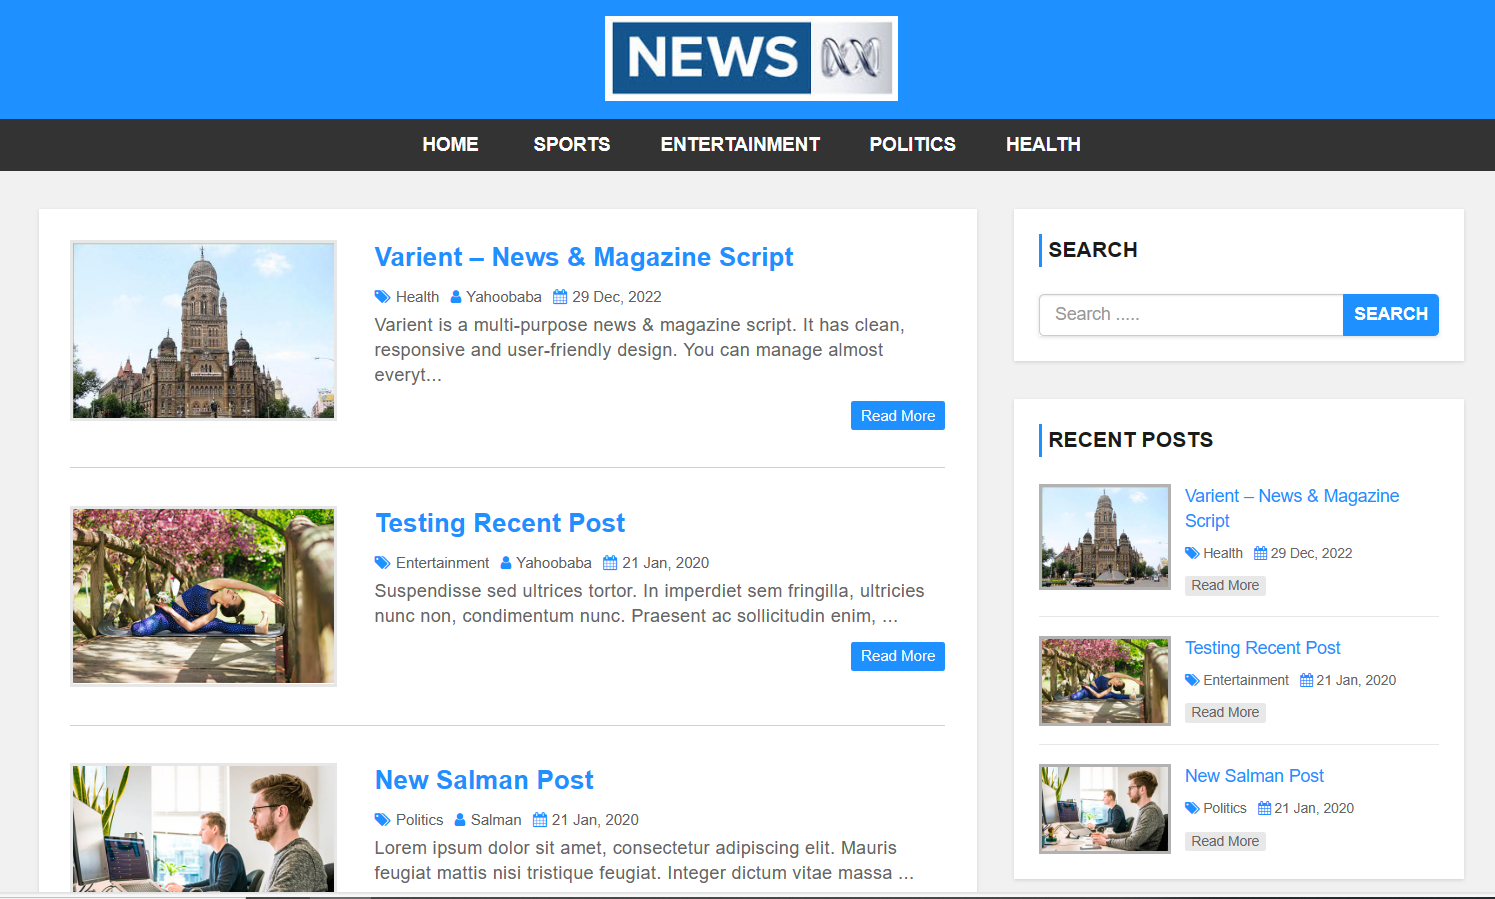 NEWS
HOME SPORTS ENTERTAINMENT POLITICS HEALTH
Varient – News & Magazine Script
Health Yahoobaba 29 Dec, 2022
Varient is a multi-purpose news & magazine script. It has clean,
responsive and user-friendly design. You can manage almost
everyt...
Read More
Testing Recent Post
Entertainment Yahoobaba 21 Jan, 2020
Suspendisse sed ultrices tortor. In imperdiet sem fringilla, ultricies
nunc non, condimentum nunc. Praesent ac sollicitudin enim, ...
Read More
New Salman Post
Politics Salman 21 Jan, 2020
Lorem ipsum dolor sit amet, consectetur adipiscing elit. Mauris
feugiat mattis nisi tristique feugiat. Integer dictum vitae massa ...
SEARCH
Search ..... SEARCH
RECENT POSTS
Varient – News & Magazine
Script
Health 29 Dec, 2022
Read More
Testing Recent Post
Entertainment 21 Jan, 2020
Read More
New Salman Post
Politics 21 Jan, 2020
Read More